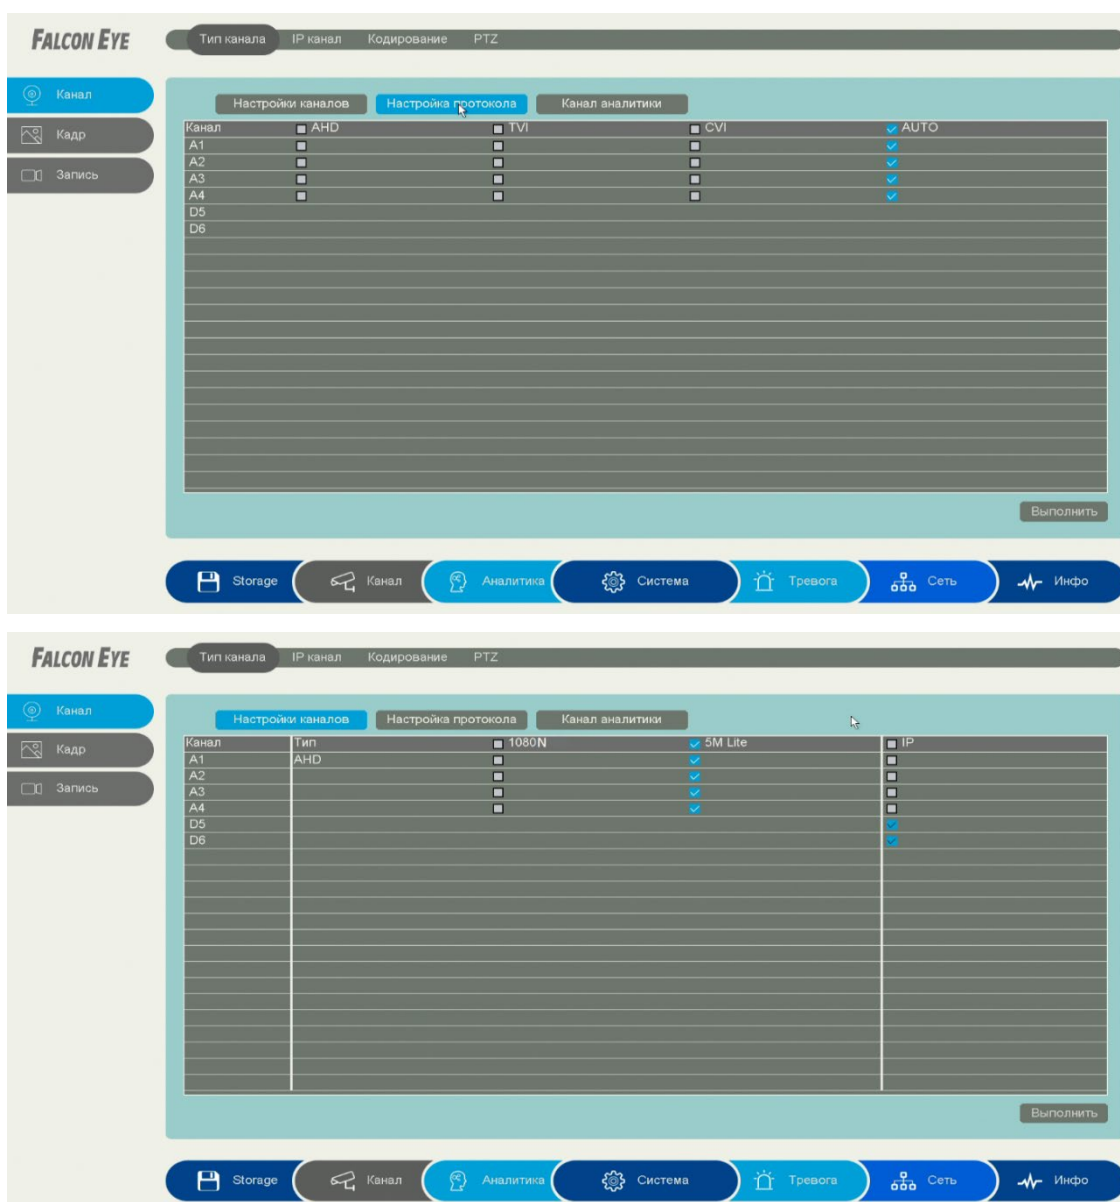 FALCON EYE
Тип канала IP канал Кодирование PTZ
Канал
Кадр
Запись
Настройки каналов Настройка протокола Канал аналитики
Канал AHD TVI CVI AUTO
A1
A2
A3
A4
D5
D6
Выполнить
Storage Канал Аналитика Система Тревога Сеть Инфо
FALCON EYE
Тип канала IP канал Кодирование PTZ
Канал
Кадр
Запись
Настройки каналов Настройка протокола Канал аналитики
Канал Тип 1080N 5M Lite IP
A1 AHD
A2
A3
A4
D5
D6
Выполнить
Storage Канал Аналитика Система Тревога Сеть Инфо